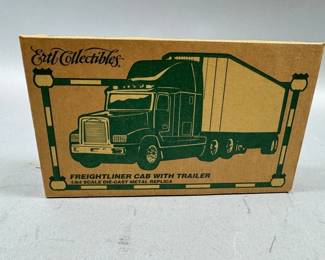 Ertl Collectibles
FREIGHTLINER CAB WITH TRAILER
1/64 SCALE DIE-CAST METAL REPLICA